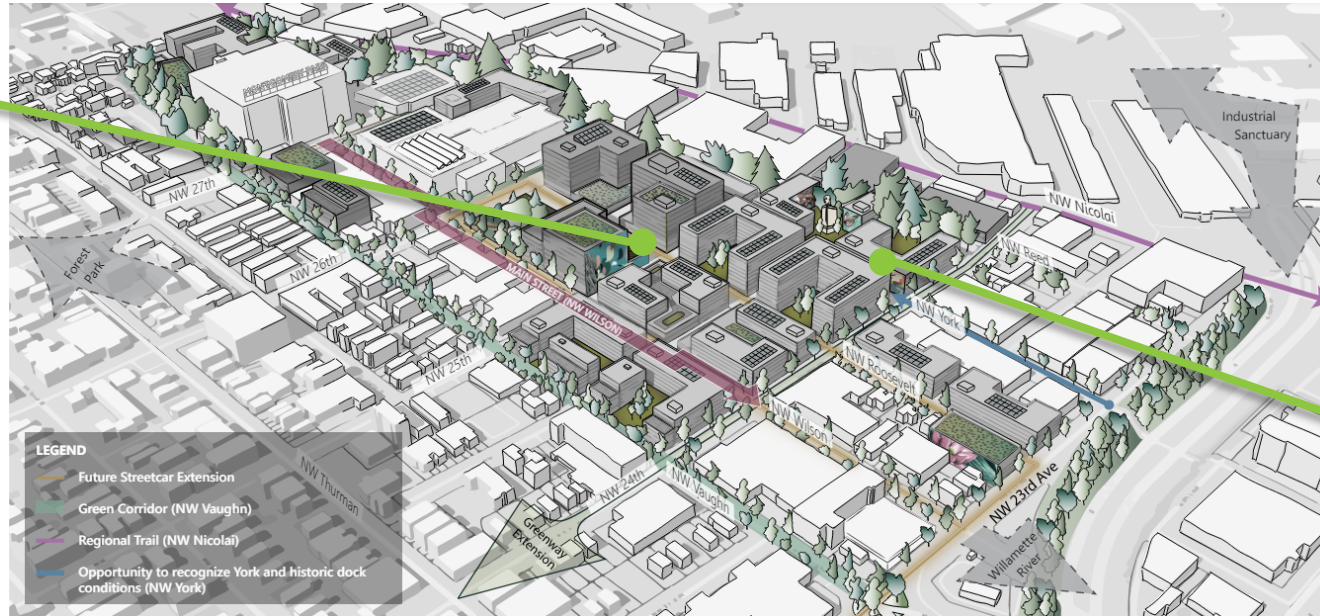 Industrial
Sanctuary
NW Nicolai
NW Reed
NW 27th
NW 26th
Forest
Park
MAIN STREET (NW WILSON)
NW York
NW Roosevelt
NW 25th
NW Wilson
NW 24th
NW Vaughn
NW 23rd Ave
NW Thurman
Greenway
Extension
Willamette
River
LEGEND
Future Streetcar Extension
Green Corridor (NW Vaughn)
Regional Trail (NW Nicolai)
Opportunity to recognize York and historic dock
conditions (NW York)